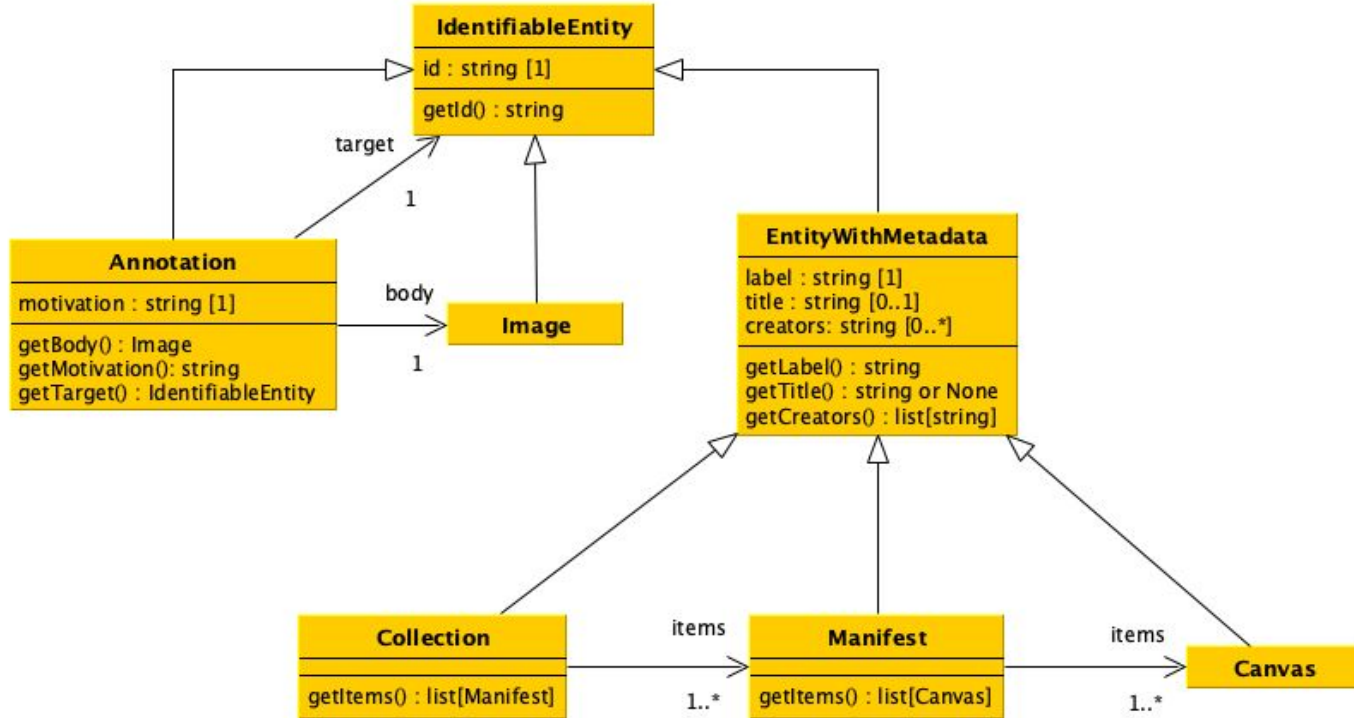 IdentifiableEntity
id : string [1]
getId() : string
target
1
Annotation
motivation : string [1]
getBody() : Image
getMotivation(): string
getTarget() : IdentifiableEntity
body
1
Image
EntityWithMetadata
label : string [1]
title : string [0..1]
creators: string [0..*]
getLabel() : string
getTitle() : string or None
getCreators() : list[string]
Collection
getItems() : list[Manifest]
items
1..*
Manifest
getItems() : list[Canvas]
items
1..*
Canvas